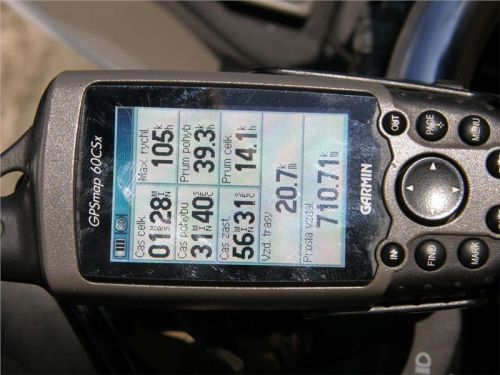 GPSmap 60CSx
Cas celk. Max. rychl.
01:28 105
Cas pohybu Prum pohyb
31:40 39.3
Cas zast. Prum celk.
56:31 14.1
Vzd. trasy
20.7
Prosla vzdal.
710.71
GARMIN
IN OUT
FIND PAGE
MARK MENU